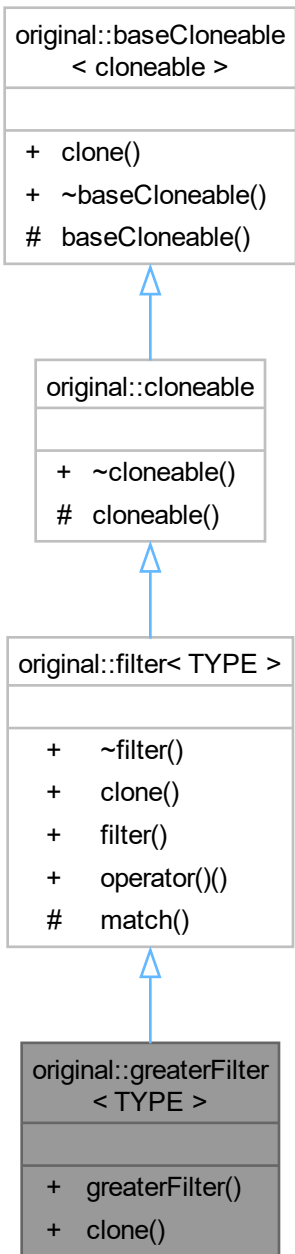 original::baseCloneable
< cloneable >
+ clone()
+ ~baseCloneable()
# baseCloneable()
original::cloneable
+ ~cloneable()
# cloneable()
original::filter< TYPE >
+ ~filter()
+ clone()
+ filter()
+ operator()()
# match()
original::greaterFilter
< TYPE >
+ greaterFilter()
+ clone()